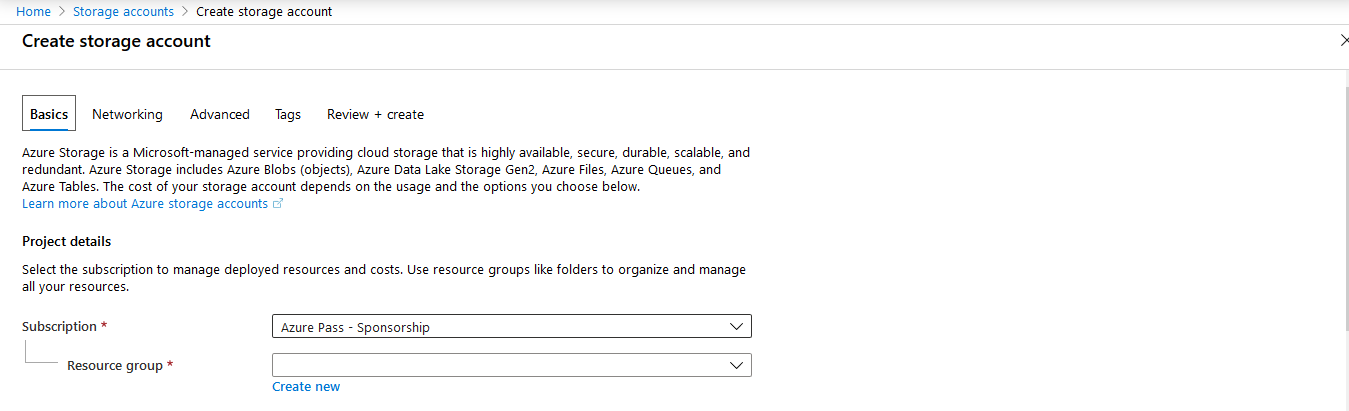 Home > Storage accounts > Create storage account
Create storage account
Basics Networking Advanced Tags Review + create
Azure Storage is a Microsoft-managed service providing cloud storage that is highly available, secure, durable, scalable, and
redundant. Azure Storage includes Azure Blobs (objects), Azure Data Lake Storage Gen2, Azure Files, Azure Queues, and
Azure Tables. The cost of your storage account depends on the usage and the options you choose below.
Learn more about Azure storage accounts
Project details
Select the subscription to manage deployed resources and costs. Use resource groups like folders to organize and manage
all your resources.
Subscription * Azure Pass - Sponsorship
Resource group *
Create new